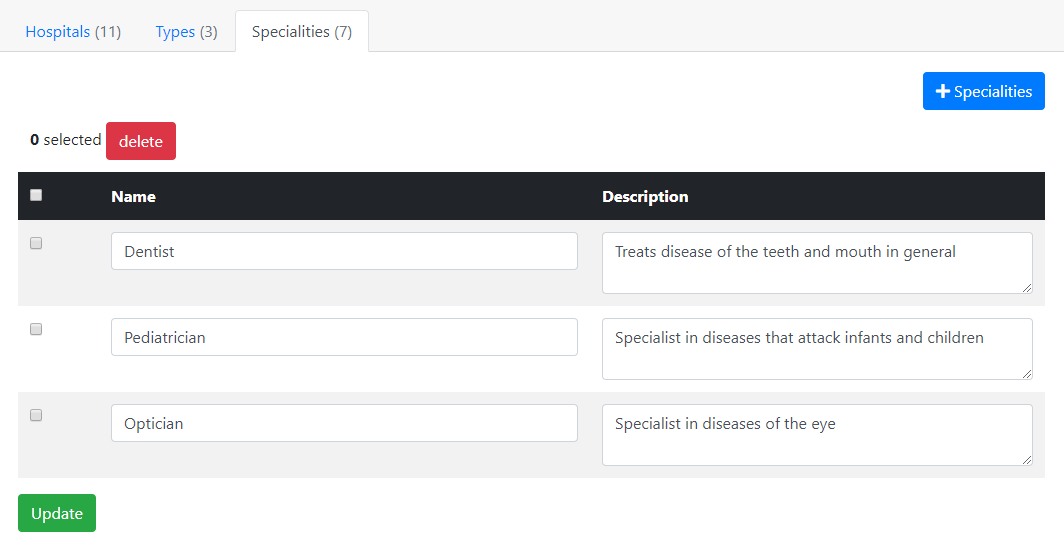 Hospitals (11) Types (3) Specialities (7)
+ Specialities
0 selected delete
Name Description
Dentist Treats disease of the teeth and mouth in general
Pediatrician Specialist in diseases that attack infants and children
Optician Specialist in diseases of the eye
Update